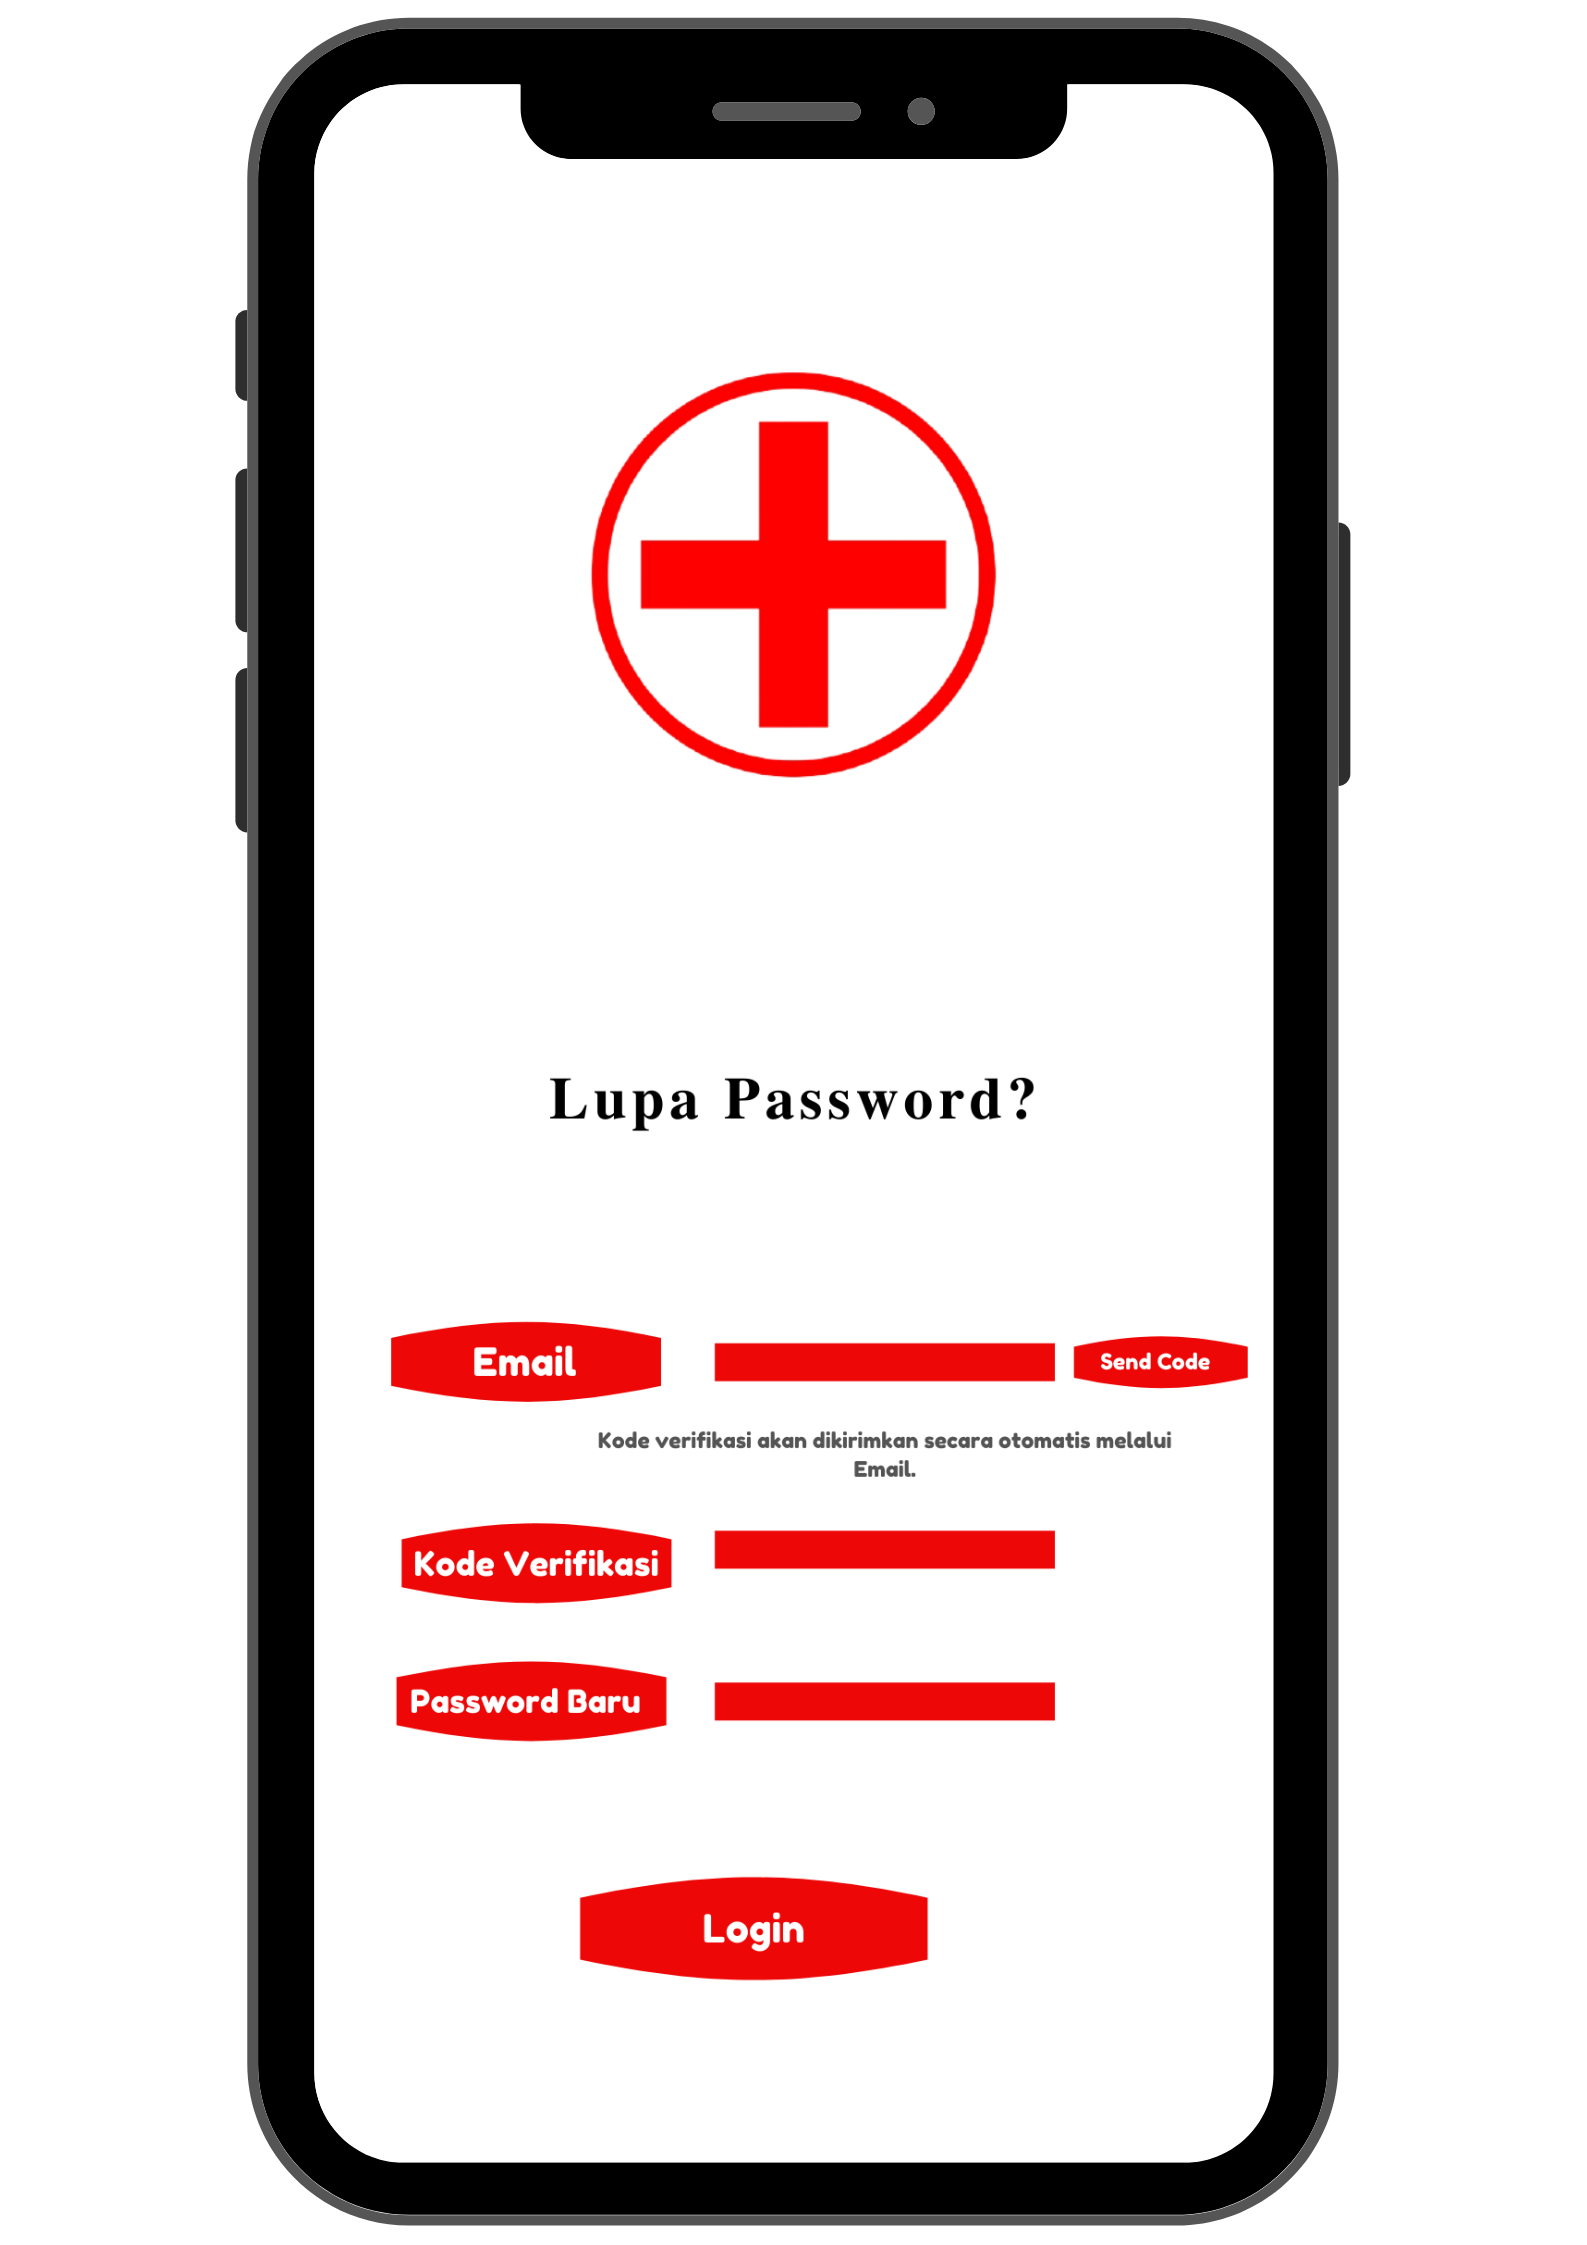 Lupa Password?
Email
Send Code
Kode verifikasi akan dikirimkan secara otomatis melalui
Email.
Kode Verifikasi
Password Baru
Login